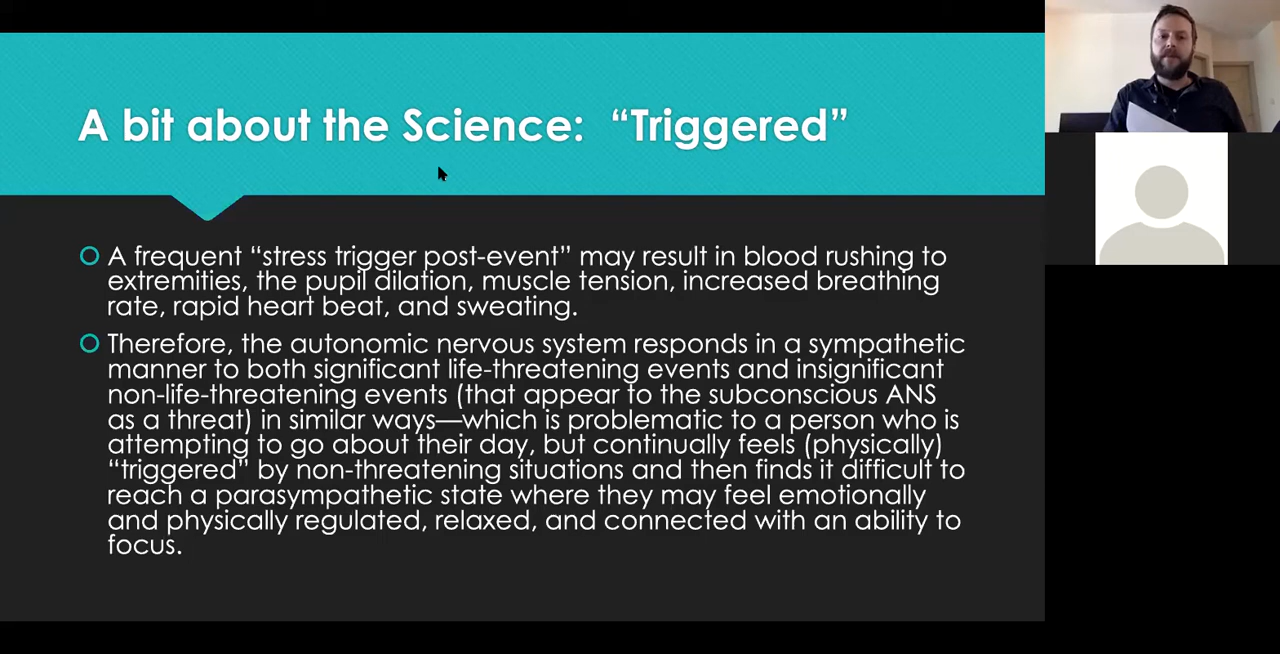 A bit about the Science:  “Triggered”
A frequent “stress trigger post-event” may result in blood rushing to
extremities, the pupil dilation, muscle tension, increased breathing
rate, rapid heart beat, and sweating.
Therefore, the autonomic nervous system responds in a sympathetic
manner to both significant life-threatening events and insignificant
non-life-threatening events (that appear to the subconscious ANS
as a threat) in similar ways—which is problematic to a person who is
attempting to go about their day, but continually feels (physically)
“triggered” by non-threatening situations and then finds it difficult to
reach a parasympathetic state where they may feel emotionally
and physically regulated, relaxed, and connected with an ability to
focus.